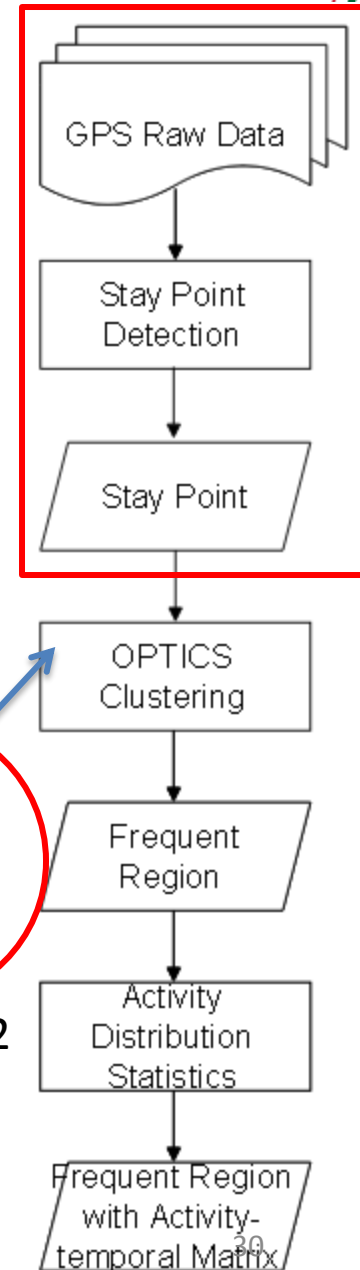 GPS Raw Data
Stay Point
Detection
Stay Point
OPTICS
Clustering
Frequent
Region
2
Activity
Distribution
Statistics
Frequent Region
with Activity-
temporal Matrix
30